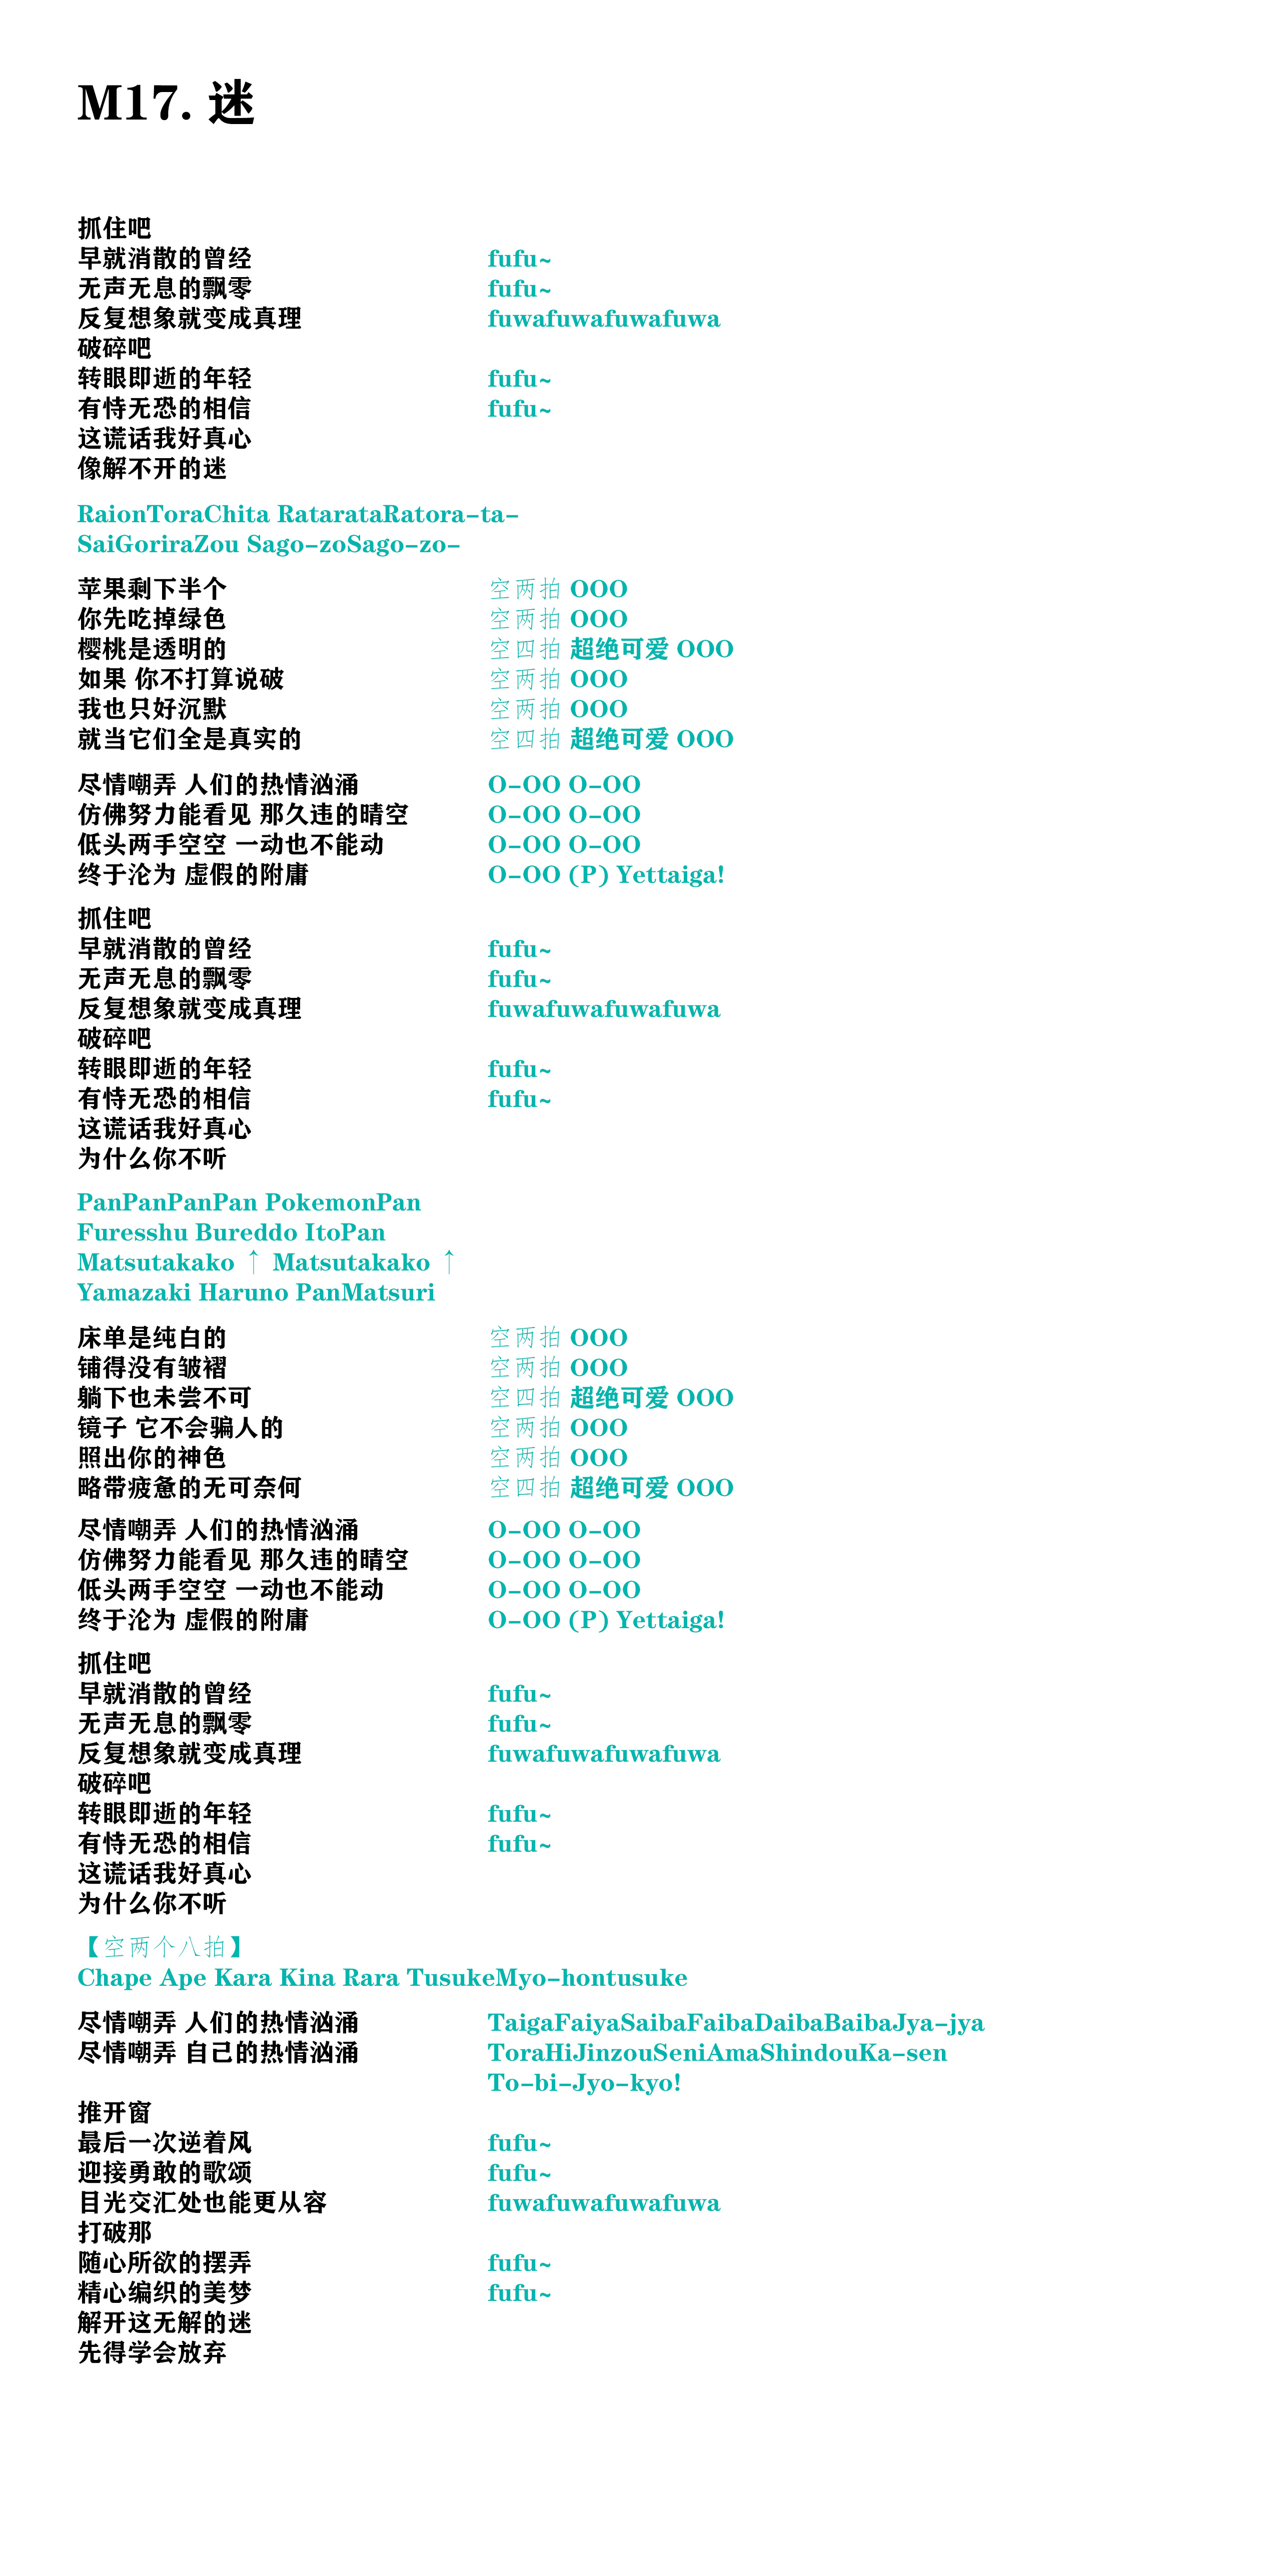 M17. 迷
抓住吧
早就消散的曾经 fufu~
无声无息的飘零 fufu~
反复想象就变成真理 fuwafuwafuwafuwa
破碎吧
转眼即逝的年轻 fufu~
有恃无恐的相信 fufu~
这谎话我好真心
像解不开的迷
RaionToraChita RatarataRatora-ta-
SaiGoriraZou Sago-zoSago-zo-
苹果剩下半个 空两拍 OOO
你先吃掉绿色 空两拍 OOO
樱桃是透明的 空四拍 超绝可爱 OOO
如果 你不打算说破 空两拍 OOO
我也只好沉默 空两拍 OOO
就当它们全是真实的 空四拍 超绝可爱 OOO
尽情嘲弄 人们的热情汹涌 O-OO O-OO
仿佛努力能看见 那久违的晴空 O-OO O-OO
低头两手空空 一动也不能动 O-OO O-OO
终于沦为 虚假的附庸 O-OO (P) Yettaiga!
抓住吧
早就消散的曾经 fufu~
无声无息的飘零 fufu~
反复想象就变成真理 fuwafuwafuwafuwa
破碎吧
转眼即逝的年轻 fufu~
有恃无恐的相信 fufu~
这谎话我好真心
为什么你不听
PanPanPanPan PokemonPan
Furesshu Bureddo ItoPan
Matsutakako ↑ Matsutakako ↑
Yamazaki Haruno PanMatsuri
床单是纯白的 空两拍 OOO
铺得没有皱褶 空两拍 OOO
躺下也未尝不可 空四拍 超绝可爱 OOO
镜子 它不会骗人的 空两拍 OOO
照出你的神色 空两拍 OOO
略带疲惫的无可奈何 空四拍 超绝可爱 OOO
尽情嘲弄 人们的热情汹涌 O-OO O-OO
仿佛努力能看见 那久违的晴空 O-OO O-OO
低头两手空空 一动也不能动 O-OO O-OO
终于沦为 虚假的附庸 O-OO (P) Yettaiga!
抓住吧
早就消散的曾经 fufu~
无声无息的飘零 fufu~
反复想象就变成真理 fuwafuwafuwafuwa
破碎吧
转眼即逝的年轻 fufu~
有恃无恐的相信 fufu~
这谎话我好真心
为什么你不听
【空两个八拍】
Chape Ape Kara Kina Rara TusukeMyo-hontusuke
尽情嘲弄 人们的热情汹涌 TaigaFaiyaSaibaFaibaDaibaBaibaJya-jya
尽情嘲弄 自己的热情汹涌 ToraHiJinzouSeniAmaShindouKa-sen
To-bi-Jyo-kyo!
推开窗
最后一次逆着风 fufu~
迎接勇敢的歌颂 fufu~
目光交汇处也能更从容 fuwafuwafuwafuwa
打破那
随心所欲的摆弄 fufu~
精心编织的美梦 fufu~
解开这无解的迷
先得学会放弃